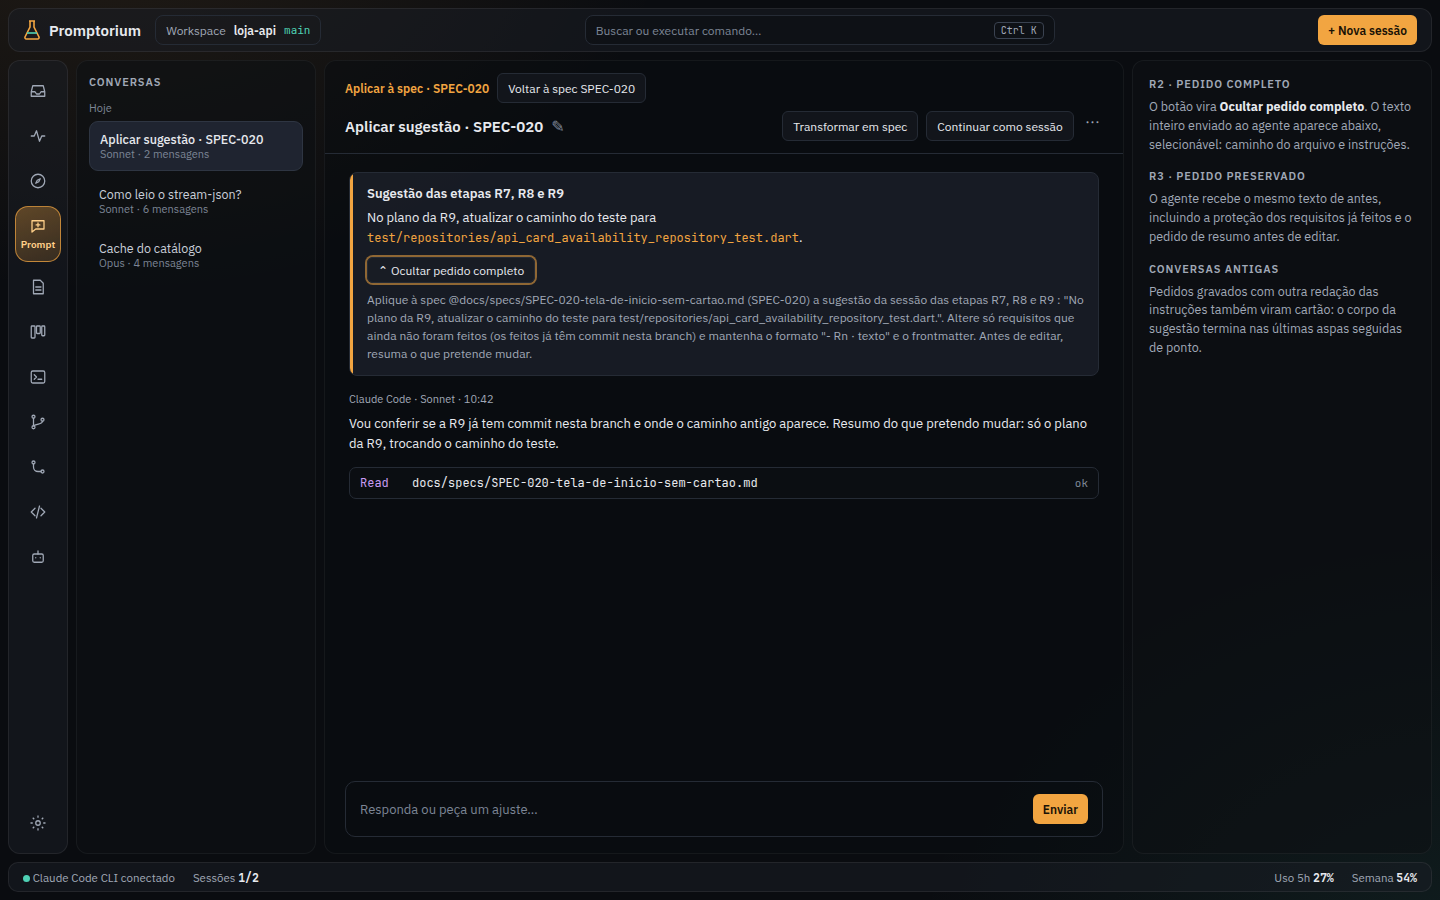 Promptorium
Workspace loja-api main
Buscar ou executar comando...
Ctrl K
+ Nova sessão
Prompt
CONVERSAS
Hoje
Aplicar sugestão · SPEC-020
Sonnet · 2 mensagens
Como leio o stream-json?
Sonnet · 6 mensagens
Cache do catálogo
Opus · 4 mensagens
Aplicar à spec · SPEC-020
Voltar à spec SPEC-020
Aplicar sugestão · SPEC-020 ✎
Transformar em spec
Continuar como sessão
...
Sugestão das etapas R7, R8 e R9
No plano da R9, atualizar o caminho do teste para
test/repositories/api_card_availability_repository_test.dart.
⌃ Ocultar pedido completo
Aplique à spec @docs/specs/SPEC-020-tela-de-inicio-sem-cartao.md (SPEC-020) a sugestão da sessão das etapas R7, R8 e R9 : "No
plano da R9, atualizar o caminho do teste para test/repositories/api_card_availability_repository_test.dart.". Altere só requisitos que
ainda não foram feitos (os feitos já têm commit nesta branch) e mantenha o formato "- Rn · texto" e o frontmatter. Antes de editar,
resuma o que pretende mudar.
Claude Code · Sonnet · 10:42
Vou conferir se a R9 já tem commit nesta branch e onde o caminho antigo aparece. Resumo do que pretendo mudar: só o plano
da R9, trocando o caminho do teste.
Read docs/specs/SPEC-020-tela-de-inicio-sem-cartao.md ok
Responda ou peça um ajuste...
Enviar
R2 · PEDIDO COMPLETO
O botão vira Ocultar pedido completo. O texto
inteiro enviado ao agente aparece abaixo,
selecionável: caminho do arquivo e instruções.
R3 · PEDIDO PRESERVADO
O agente recebe o mesmo texto de antes,
incluindo a proteção dos requisitos já feitos e o
pedido de resumo antes de editar.
CONVERSAS ANTIGAS
Pedidos gravados com outra redação das
instruções também viram cartão: o corpo da
sugestão termina nas últimas aspas seguidas
de ponto.
Claude Code CLI conectado
Sessões 1/2
Uso 5h 27%
Semana 54%